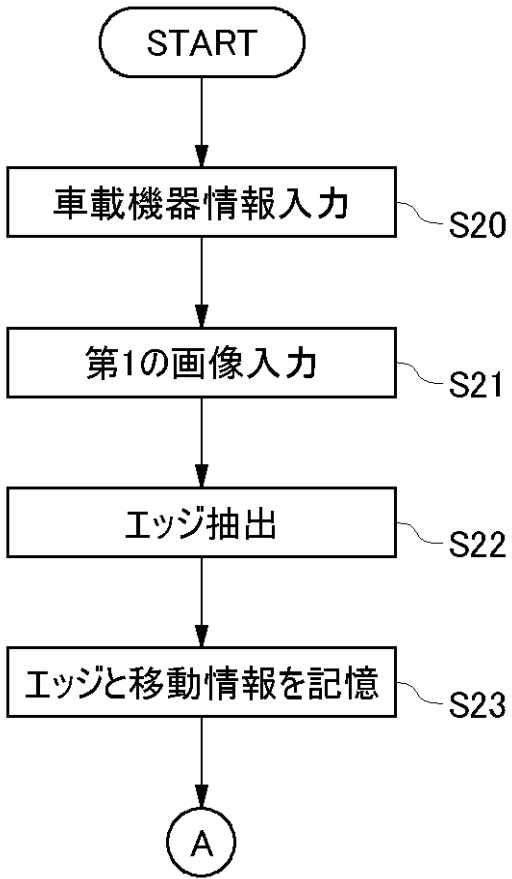 START
車載機器情報入力
S20
第1の画像入力
S21
エッジ抽出
S22
エッジと移動情報を記憶
S23
A